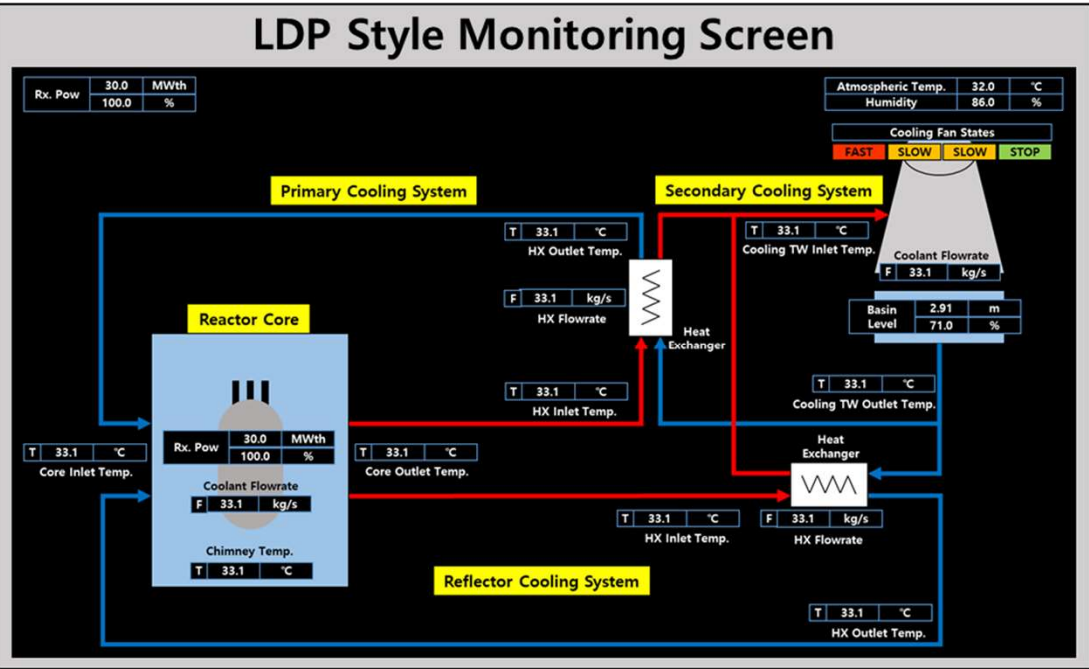 LDP Style Monitoring Screen
Rx. Pow 30.0 MWth
100.0 %
Atmospheric Temp. 32.0 ℃
Humidity 86.0 %
Cooling Fan States
FAST SLOW SLOW STOP
Primary Cooling System
Secondary Cooling System
T 33.1 ℃
HX Outlet Temp.
T 33.1 ℃
Cooling TW Inlet Temp.
Coolant Flowrate
F 33.1 kg/s
F 33.1 kg/s
HX Flowrate
Basin Level 2.91 m
71.0 %
Reactor Core
Heat
Exchanger
T 33.1 ℃
HX Inlet Temp.
T 33.1 ℃
Cooling TW Outlet Temp.
Rx. Pow 30.0 MWth
100.0 %
T 33.1 ℃
Core Inlet Temp.
T 33.1 ℃
Core Outlet Temp.
Heat
Exchanger
Coolant Flowrate
F 33.1 kg/s
T 33.1 ℃
HX Inlet Temp.
F 33.1 kg/s
HX Flowrate
Chimney Temp.
T 33.1 ℃
Reflector Cooling System
T 33.1 ℃
HX Outlet Temp.